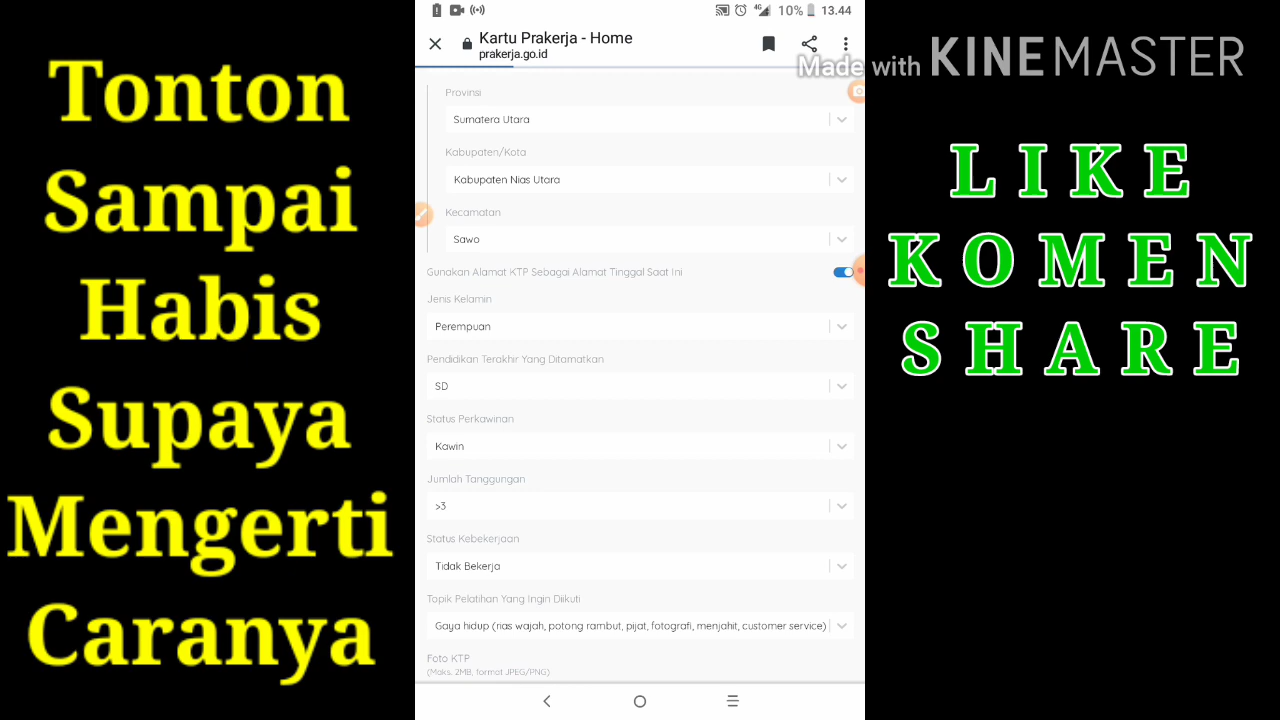 Tonton
Sampai
Habis
Supaya
Mengerti
Caranya
4G 10% 13.44
Kartu Prakerja - Home
prakerja.go.id
Provinsi
Sumatera Utara
Kabupaten/Kota
Kabupaten Nias Utara
Kecamatan
Sawo
Gunakan Alamat KTP Sebagai Alamat Tinggal Saat Ini
Jenis Kelamin
Perempuan
Pendidikan Terakhir Yang Ditamatkan
SD
Status Perkawinan
Kawin
Jumlah Tanggungan
>3
Status Kebekerjaan
Tidak Bekerja
Topik Pelatihan Yang Ingin Diikuti
Gaya hidup (rias wajah, potong rambut, pijat, fotografi, menjahit, customer service)
Foto KTP
(Maks. 2MB, format JPEG/PNG)
Made with KINEMASTER
LIKE
KOMEN
SHARE